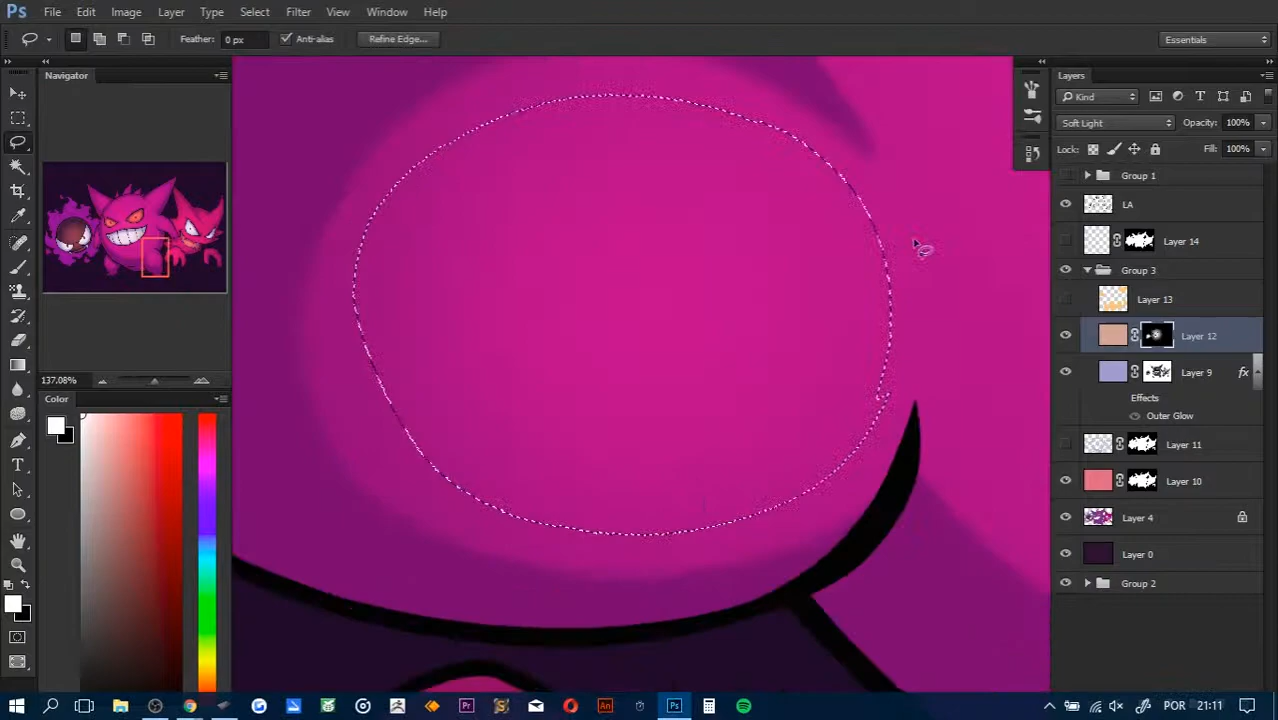 Ps File Edit Image Layer Type Select Filter View Window Help
Feather: 0 px Anti-alias Refine Edge... Essentials
Navigator
137.08%
Color
Layers
Kind
Soft Light Opacity: 100%
Lock: Fill: 100%
Group 1
LA
Layer 14
Group 3
Layer 13
Layer 12
Layer 9 fx
Effects
Outer Glow
Layer 11
Layer 10
Layer 4
Layer 0
Group 2
Pr An Ps POR 21:11